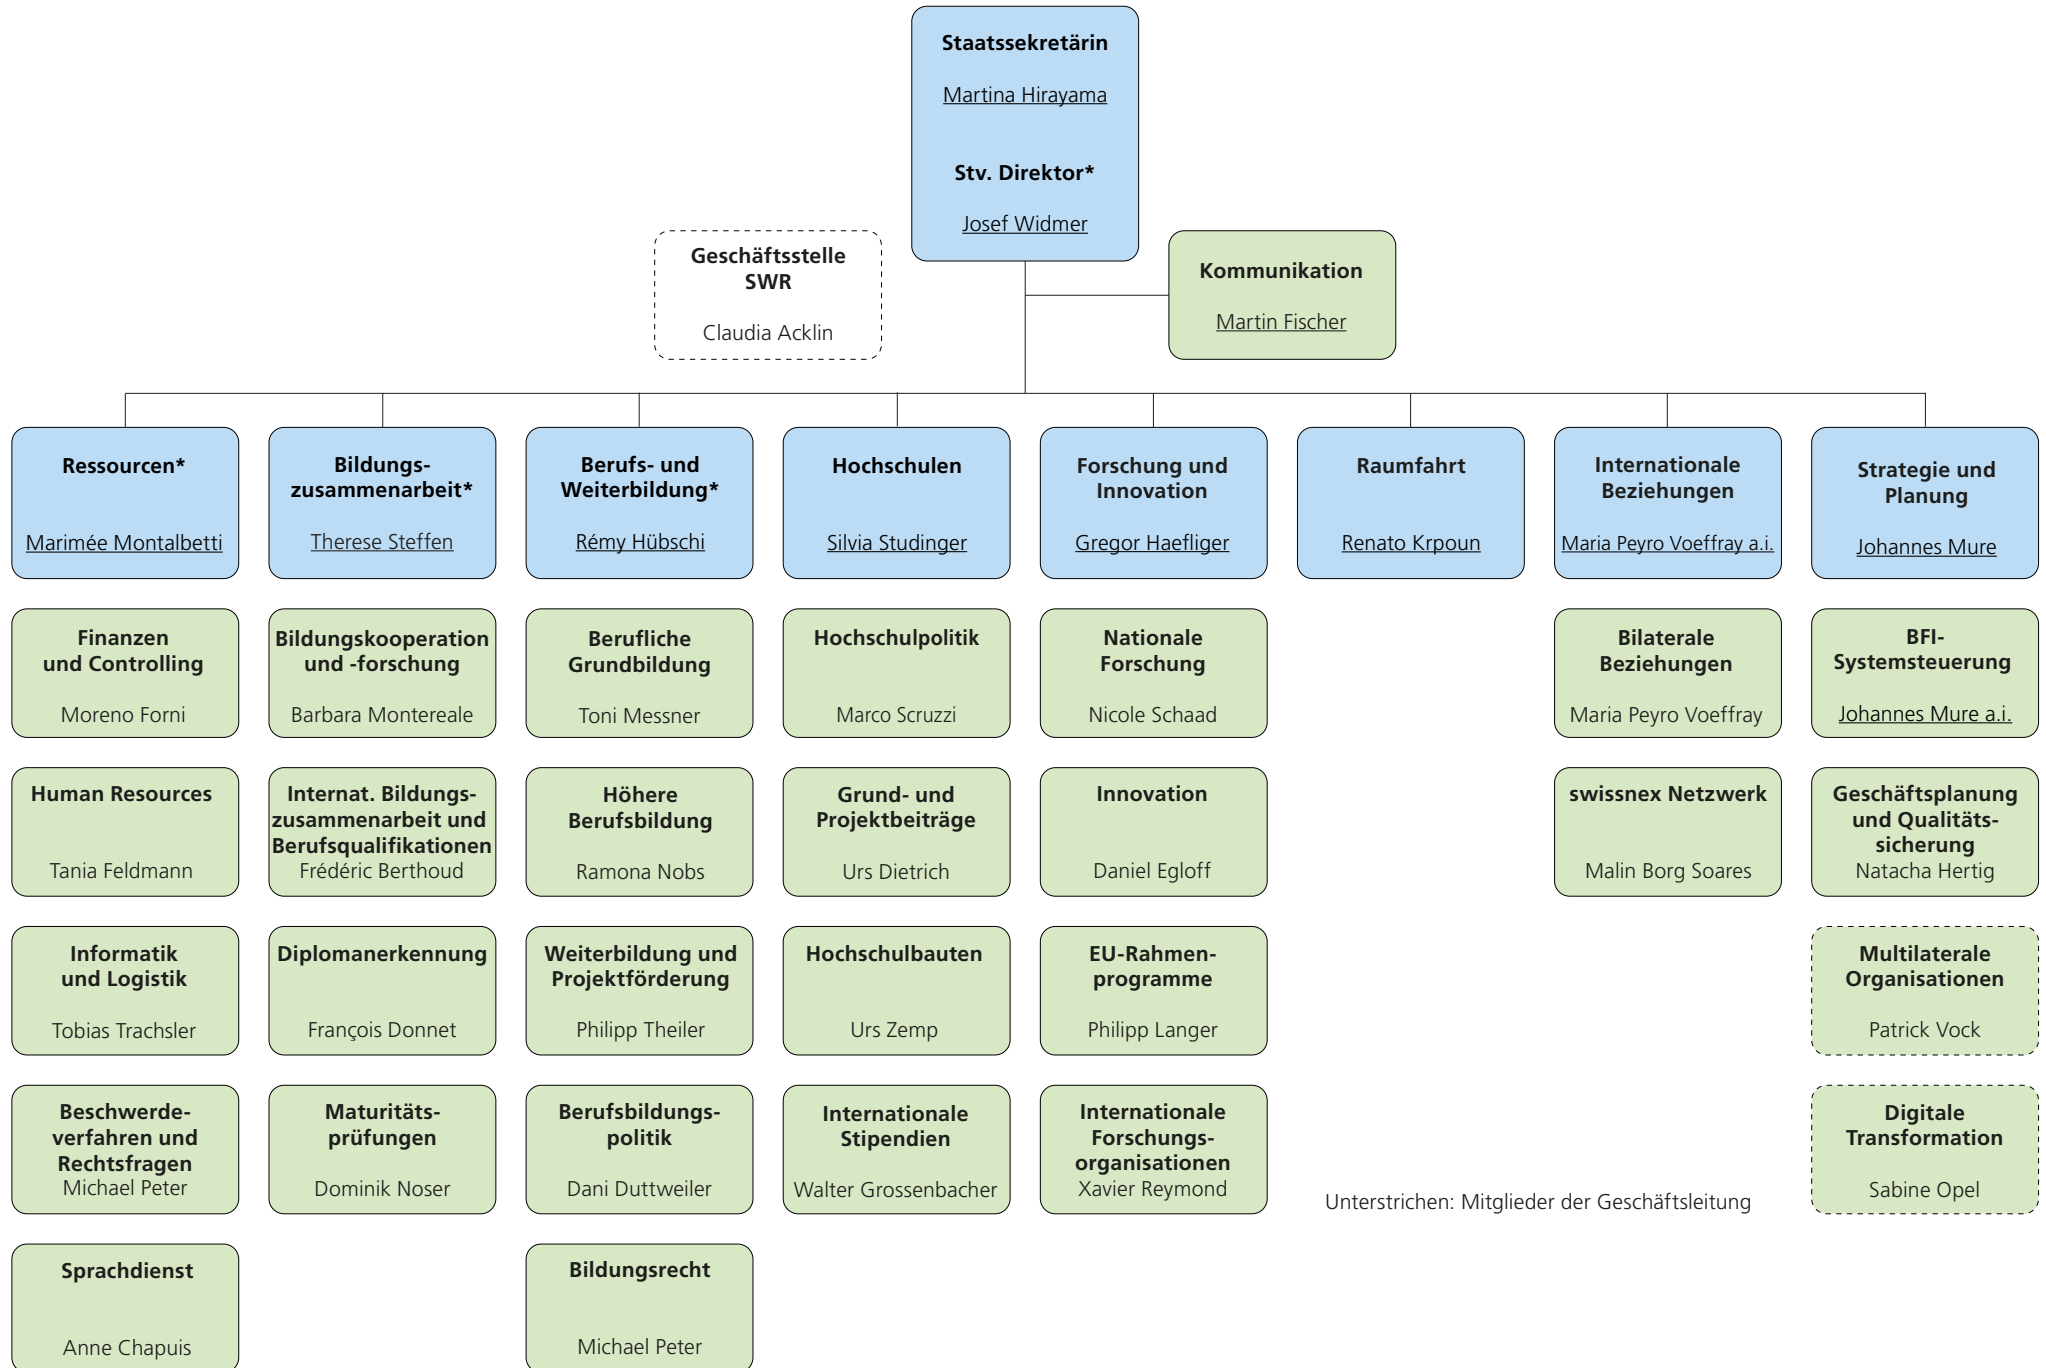 Staatssekretärin
Martina Hirayama
Stv. Direktor*
Josef Widmer
Geschäftsstelle
SWR
Claudia Acklin
Kommunikation
Martin Fischer
Ressourcen*
Marimée Montalbetti
Bildungs-
zusammenarbeit*
Therese Steffen
Berufs- und
Weiterbildung*
Rémy Hübschi
Hochschulen
Silvia Studinger
Forschung und
Innovation
Gregor Haefliger
Raumfahrt
Renato Krpoun
Internationale
Beziehungen
Maria Peyro Voeffray a.i.
Strategie und
Planung
Johannes Mure
Finanzen
und Controlling
Moreno Forni
Bildungskooperation
und -forschung
Barbara Montereale
Berufliche
Grundbildung
Toni Messner
Hochschulpolitik
Marco Scruzzi
Nationale
Forschung
Nicole Schaad
Bilaterale
Beziehungen
Maria Peyro Voeffray
BFI-
Systemsteuerung
Johannes Mure a.i.
Human Resources
Tania Feldmann
Internat. Bildungs-
zusammenarbeit und
Berufsqualifikationen
Frédéric Berthoud
Höhere
Berufsbildung
Ramona Nobs
Grund- und
Projektbeiträge
Urs Dietrich
Innovation
Daniel Egloff
swissnex Netzwerk
Malin Borg Soares
Geschäftsplanung
und Qualitäts-
sicherung
Natacha Hertig
Informatik
und Logistik
Tobias Trachsler
Diplomanerkennung
François Donnet
Weiterbildung und
Projektförderung
Philipp Theiler
Hochschulbauten
Urs Zemp
EU-Rahmen-
programme
Philipp Langer
Multilaterale
Organisationen
Patrick Vock
Beschwerde-
verfahren und
Rechtsfragen
Michael Peter
Maturitäts-
prüfungen
Dominik Noser
Berufsbildungs-
politik
Dani Duttweiler
Internationale
Stipendien
Walter Grossenbacher
Internationale
Forschungs-
organisationen
Xavier Reymond
Unterstrichen: Mitglieder der Geschäftsleitung
Digitale
Transformation
Sabine Opel
Sprachdienst
Anne Chapuis
Bildungsrecht
Michael Peter